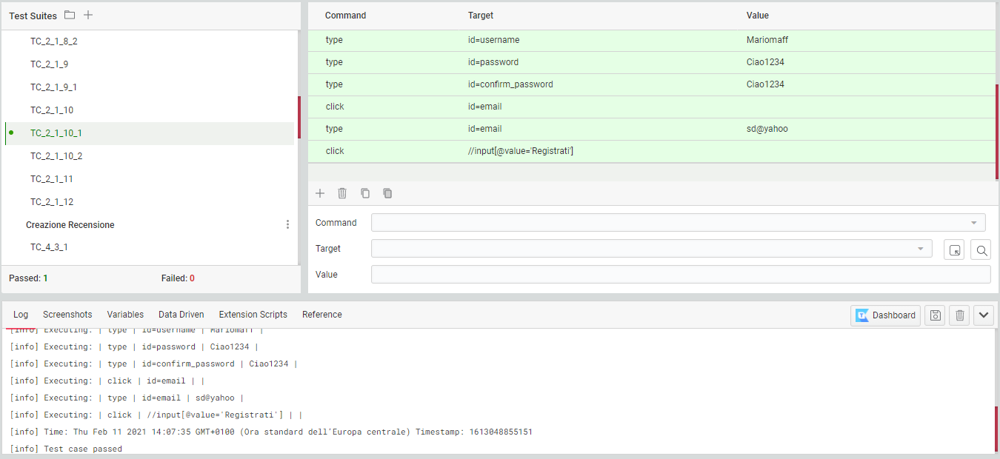 Test Suites
TC_2_1_8_2
TC_2_1_9
TC_2_1_9_1
TC_2_1_10
TC_2_1_10_1
TC_2_1_10_2
TC_2_1_11
TC_2_1_12
Creazione Recensione
TC_4_3_1
Passed: 1 Failed: 0
Command Target Value
type id=username Mariomaff
type id=password Ciao1234
type id=confirm_password Ciao1234
click id=email
type id=email sd@yahoo
click //input[@value='Registrati']
Command
Target
Value
Log Screenshots Variables Data Driven Extension Scripts Reference Dashboard
[info] Executing: | type | id=username | Mariomaff |
[info] Executing: | type | id=password | Ciao1234 |
[info] Executing: | type | id=confirm_password | Ciao1234 |
[info] Executing: | click | id=email | |
[info] Executing: | type | id=email | sd@yahoo |
[info] Executing: | click | //input[@value='Registrati'] | |
[info] Time: Thu Feb 11 2021 14:07:35 GMT+0100 (Ora standard dell'Europa centrale) Timestamp: 1613048855151
[info] Test case passed